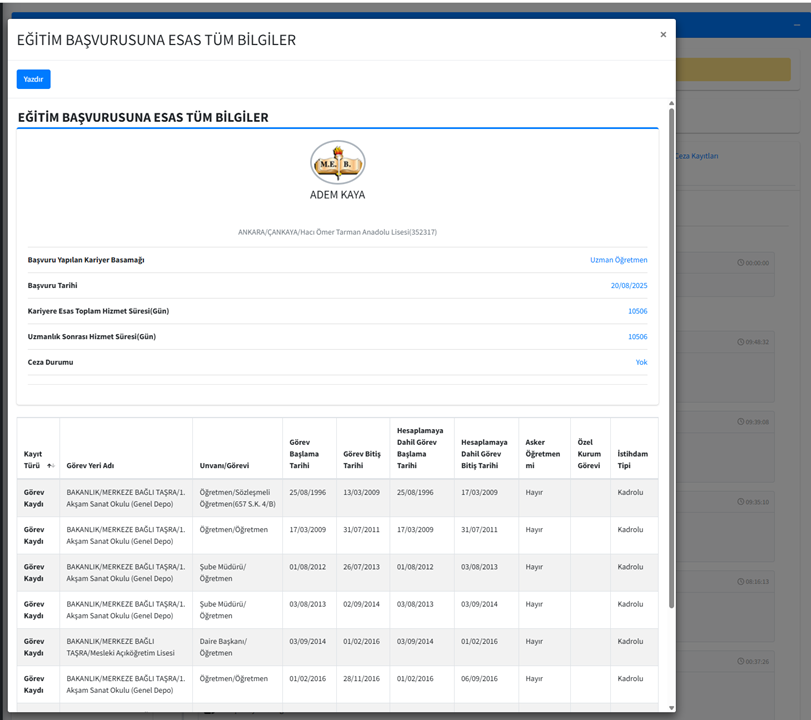 EĞİTİM BAŞVURUSUNA ESAS TÜM BİLGİLER
×
Yazdır
EĞİTİM BAŞVURUSUNA ESAS TÜM BİLGİLER
M.E. B.
ADEM KAYA
ANKARA/ÇANKAYA/Hacı Ömer Tarman Anadolu Lisesi(352317)
Başvuru Yapılan Kariyer Basamağı Uzman Öğretmen
Başvuru Tarihi 20/08/2025
Kariyere Esas Toplam Hizmet Süresi(Gün) 10506
Uzmanlık Sonrası Hizmet Süresi(Gün) 10506
Ceza Durumu Yok
Kayıt Türü Görev Yeri Adı Unvanı/Görevi Görev Başlama Tarihi Görev Bitiş Tarihi Hesaplamaya Dahil Görev Başlama Tarihi Hesaplamaya Dahil Görev Bitiş Tarihi Asker Öğretmen mi Özel Kurum Görevi İstihdam Tipi
Görev Kaydı BAKANLIK/MERKEZE BAĞLI TAŞRA/1. Akşam Sanat Okulu (Genel Depo) Öğretmen/Sözleşmeli Öğretmen(657 S.K. 4/B) 25/08/1996 13/03/2009 25/08/1996 17/03/2009 Hayır Kadrolu
Görev Kaydı BAKANLIK/MERKEZE BAĞLI TAŞRA/1. Akşam Sanat Okulu (Genel Depo) Öğretmen/Öğretmen 17/03/2009 31/07/2011 17/03/2009 31/07/2011 Hayır Kadrolu
Görev Kaydı BAKANLIK/MERKEZE BAĞLI TAŞRA/1. Akşam Sanat Okulu (Genel Depo) Şube Müdürü/ Öğretmen 01/08/2012 26/07/2013 01/08/2012 03/08/2013 Hayır Kadrolu
Görev Kaydı BAKANLIK/MERKEZE BAĞLI TAŞRA/1. Akşam Sanat Okulu (Genel Depo) Şube Müdürü/ Öğretmen 03/08/2013 02/09/2014 03/08/2013 03/09/2014 Hayır Kadrolu
Görev Kaydı BAKANLIK/MERKEZE BAĞLI TAŞRA/Mesleki Açıköğretim Lisesi Daire Başkanı/ Öğretmen 03/09/2014 01/02/2016 03/09/2014 01/02/2016 Hayır Kadrolu
Görev Kaydı BAKANLIK/MERKEZE BAĞLI TAŞRA/1. Akşam Sanat Okulu (Genel Depo) Öğretmen/Öğretmen 01/02/2016 28/11/2016 01/02/2016 06/09/2016 Hayır Kadrolu
Ceza Kayıtları
00:00:00
09:39:08
09:35:10
00:37:26